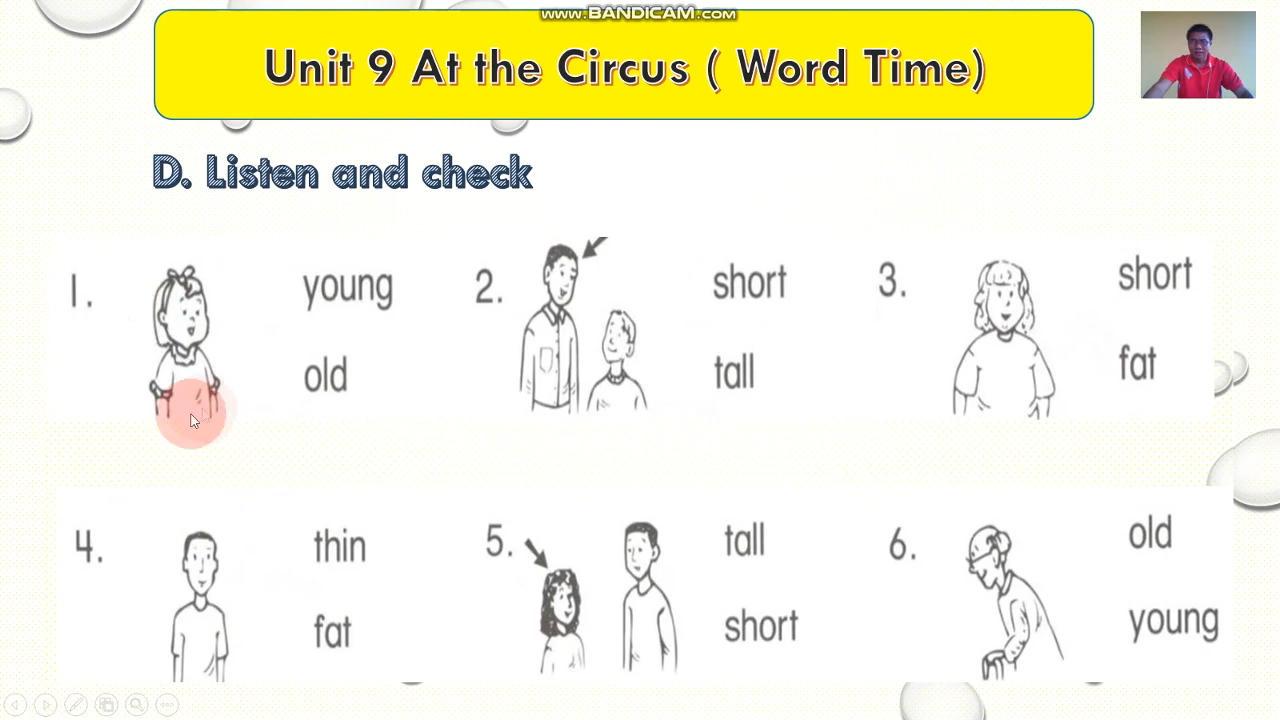 www.BANDICAM.com
Unit 9 At the Circus ( Word Time)
D. Listen and check
1. young
old
2. short
tall
3. short
fat
4. thin
fat
5. tall
short
6. old
young